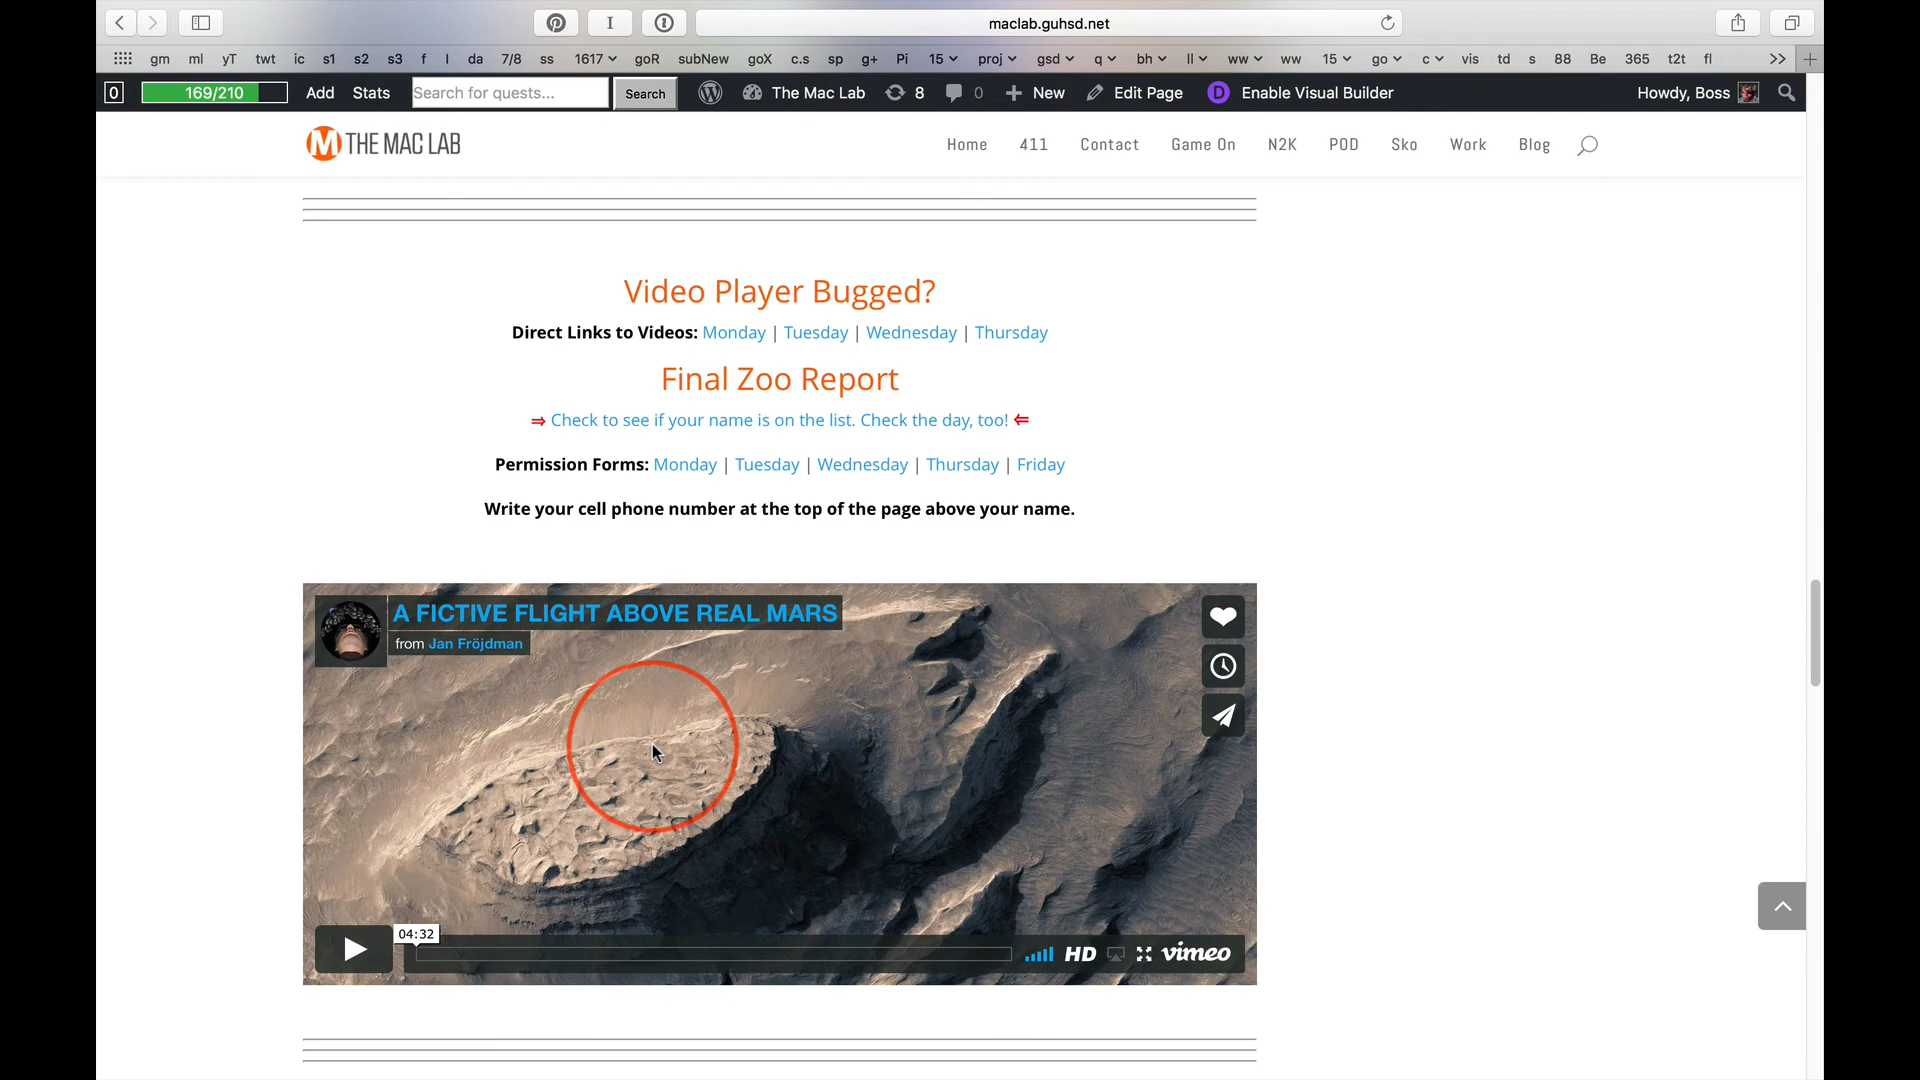 maclab.guhsd.net
gm ml yT twt ic s1 s2 s3 f I da 7/8 ss 1617 goR subNew goX c.s sp g+ Pi 15 proj gsd q bh ll ww ww 15 go c vis td s 88 Be 365 t2t fl
0 169/210 Add Stats Search for quests... Search The Mac Lab 8 0 New Edit Page D Enable Visual Builder Howdy, Boss
M THE MAC LAB Home 411 Contact Game On N2K POD Sko Work Blog
Video Player Bugged?
Direct Links to Videos: Monday | Tuesday | Wednesday | Thursday
Final Zoo Report
⇒ Check to see if your name is on the list. Check the day, too! ⇐
Permission Forms: Monday | Tuesday | Wednesday | Thursday | Friday
Write your cell phone number at the top of the page above your name.
A FICTIVE FLIGHT ABOVE REAL MARS
from Jan Fröjdman
04:32
HD vimeo